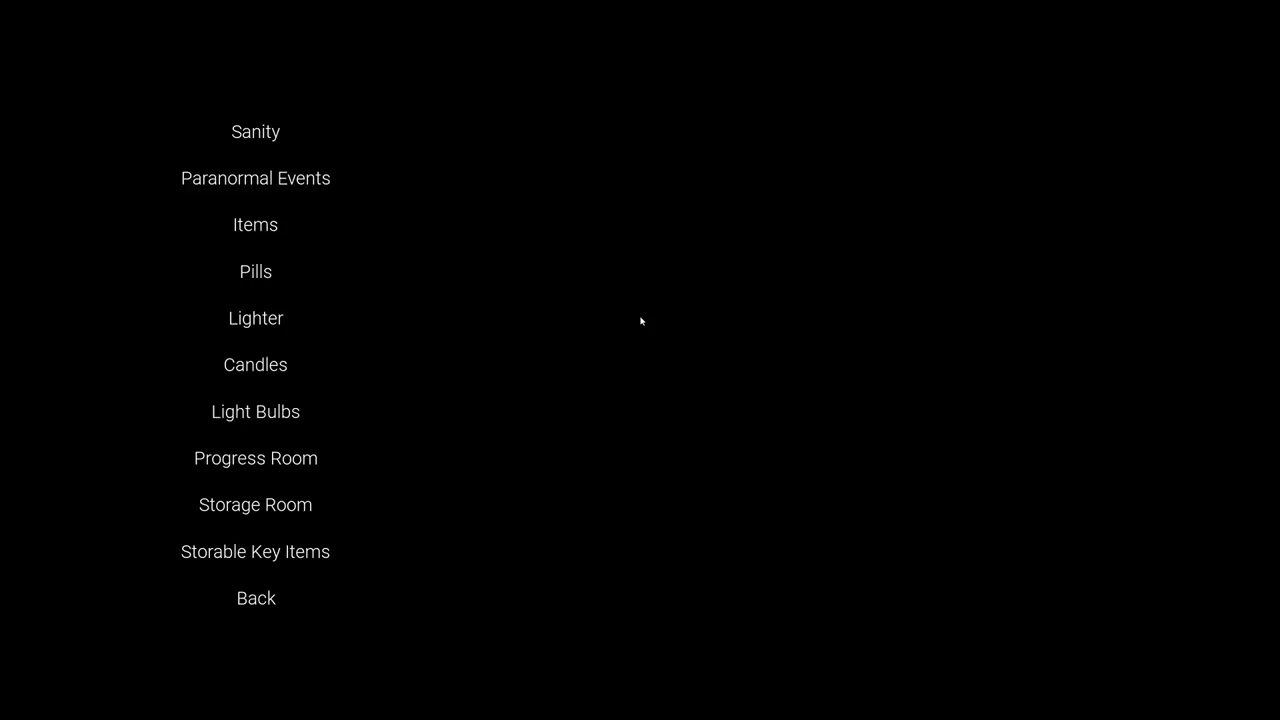 Sanity
Paranormal Events
Items
Pills
Lighter
Candles
Light Bulbs
Progress Room
Storage Room
Storable Key Items
Back